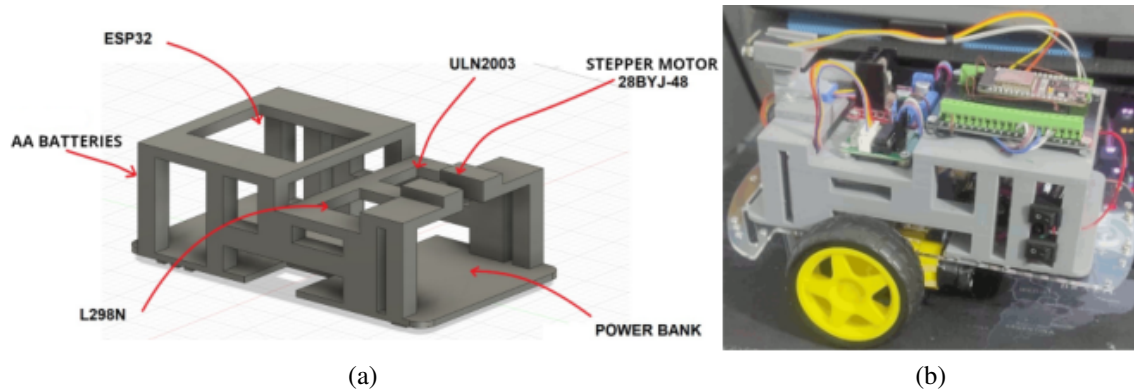 ESP32
ULN2003
STEPPER MOTOR
28BYJ-48
AA BATTERIES
L298N
POWER BANK
(a)
(b)